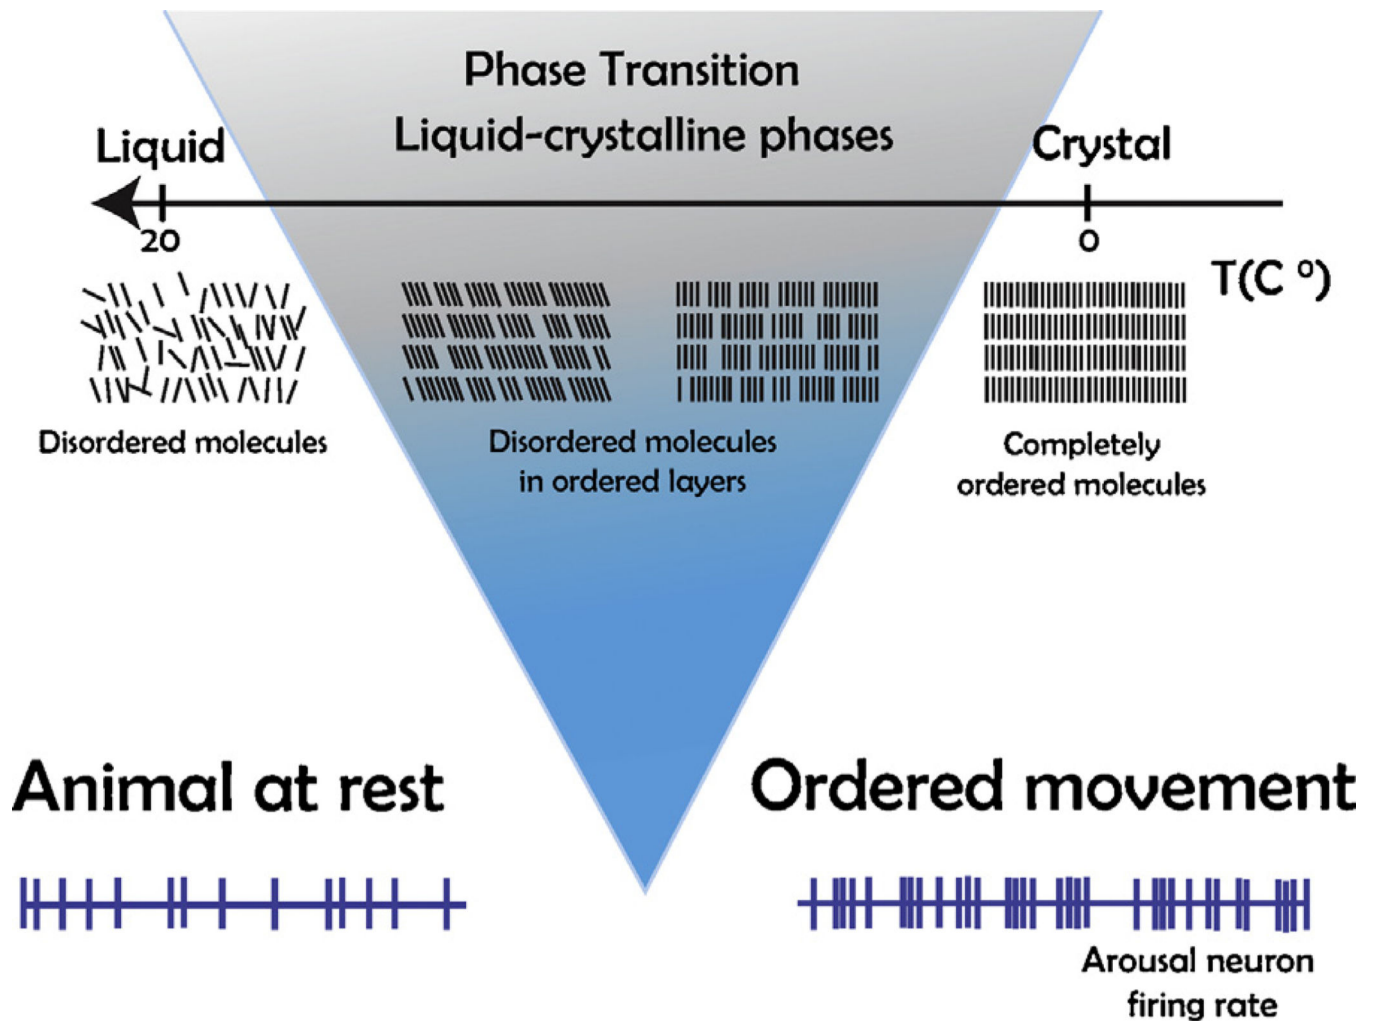 Phase Transition
Liquid-crystalline phases
Liquid
Crystal
20
0
T(C º)
Disordered molecules
Disordered molecules
in ordered layers
Completely
ordered molecules
Animal at rest
Ordered movement
Arousal neuron
firing rate